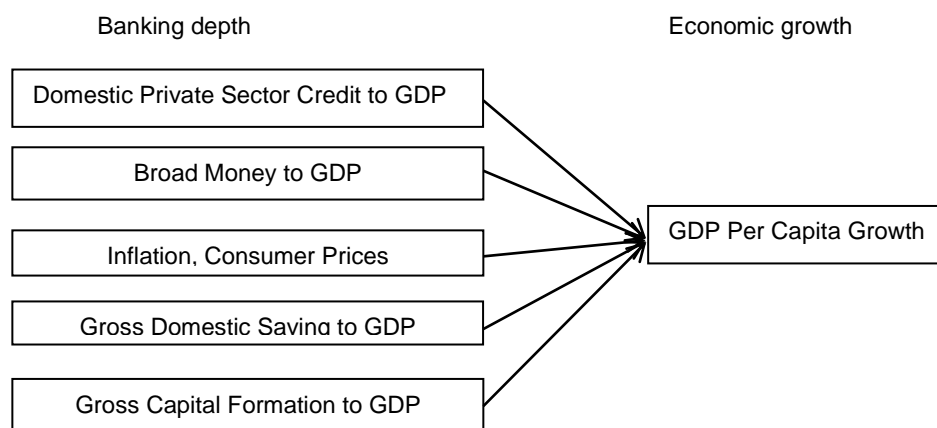 Banking depth
Economic growth
Domestic Private Sector Credit to GDP
Broad Money to GDP
GDP Per Capita Growth
Inflation, Consumer Prices
Gross Domestic Saving to GDP
Gross Capital Formation to GDP